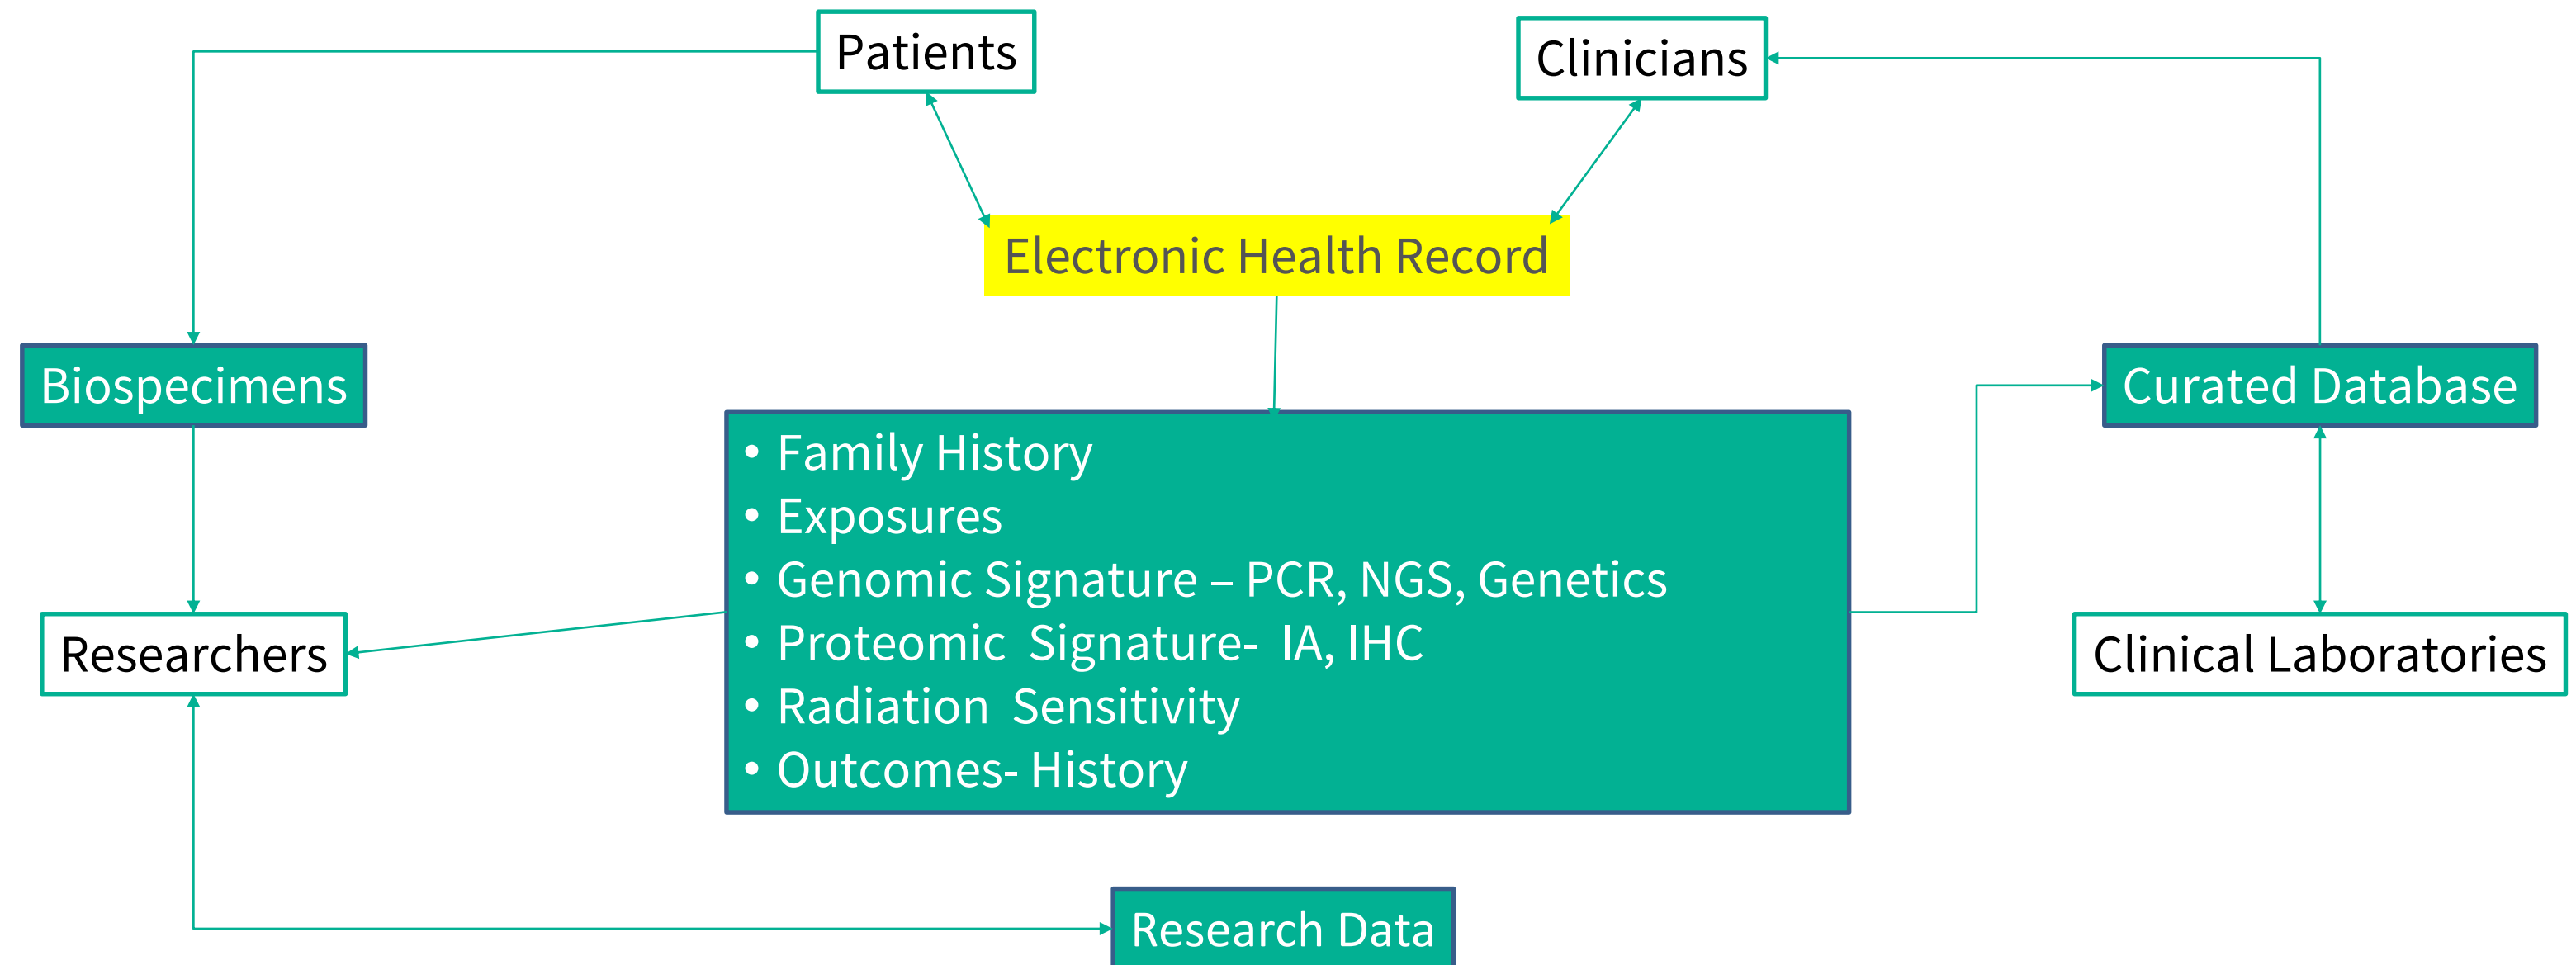 Patients
Clinicians
Electronic Health Record
Biospecimens
Curated Database
• Family History
• Exposures
• Genomic Signature – PCR, NGS, Genetics
• Proteomic  Signature-  IA, IHC
• Radiation  Sensitivity
• Outcomes- History
Researchers
Clinical Laboratories
Research Data